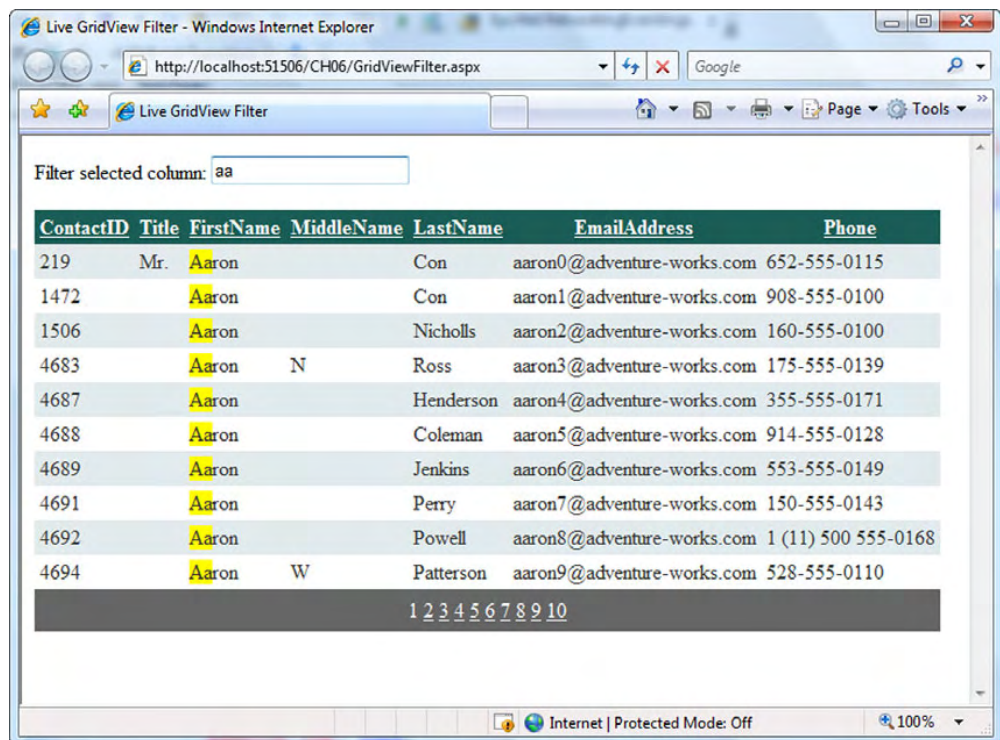 Live GridView Filter - Windows Internet Explorer
http://localhost:51506/CH06/GridViewFilter.aspx Google
Live GridView Filter Page Tools »
Filter selected column: aa
ContactID Title FirstName MiddleName LastName EmailAddress Phone
219 Mr. Aaron Con aaron0@adventure-works.com 652-555-0115
1472 Aaron Con aaron1@adventure-works.com 908-555-0100
1506 Aaron Nicholls aaron2@adventure-works.com 160-555-0100
4683 Aaron N Ross aaron3@adventure-works.com 175-555-0139
4687 Aaron Henderson aaron4@adventure-works.com 355-555-0171
4688 Aaron Coleman aaron5@adventure-works.com 914-555-0128
4689 Aaron Jenkins aaron6@adventure-works.com 553-555-0149
4691 Aaron Perry aaron7@adventure-works.com 150-555-0143
4692 Aaron Powell aaron8@adventure-works.com 1 (11) 500 555-0168
4694 Aaron W Patterson aaron9@adventure-works.com 528-555-0110
1 2 3 4 5 6 7 8 9 10
Internet | Protected Mode: Off 100%